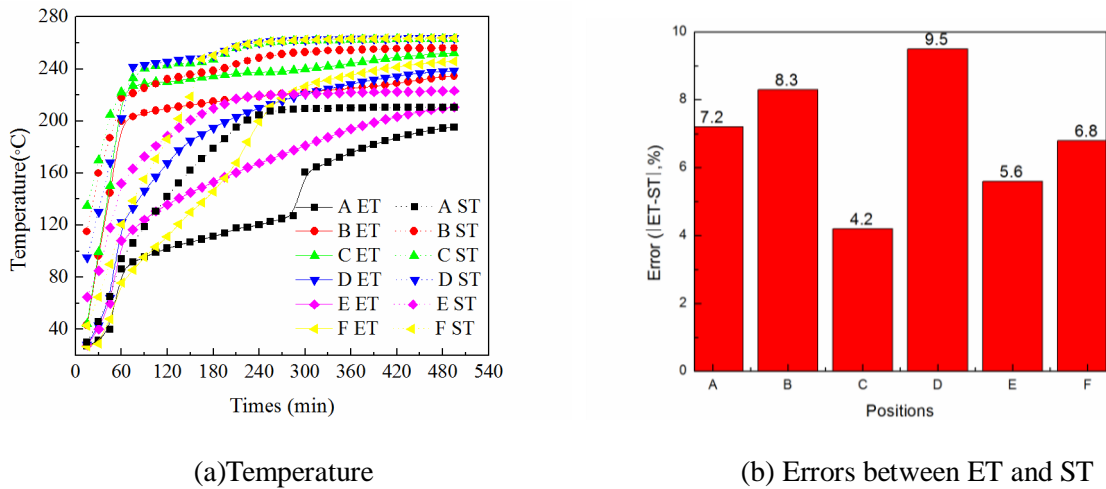 280
240
200
160
120
80
40
Temperature(°C)
A ET A ST
B ET B ST
C ET C ST
D ET D ST
E ET E ST
F ET F ST
0 60 120 180 240 300 360 420 480 540
Times (min)
(a)Temperature
10
8
6
4
2
0
Error (|ET-ST|,%)
7.2 8.3 4.2 9.5 5.6 6.8
A B C D E F
Positions
(b) Errors between ET and ST